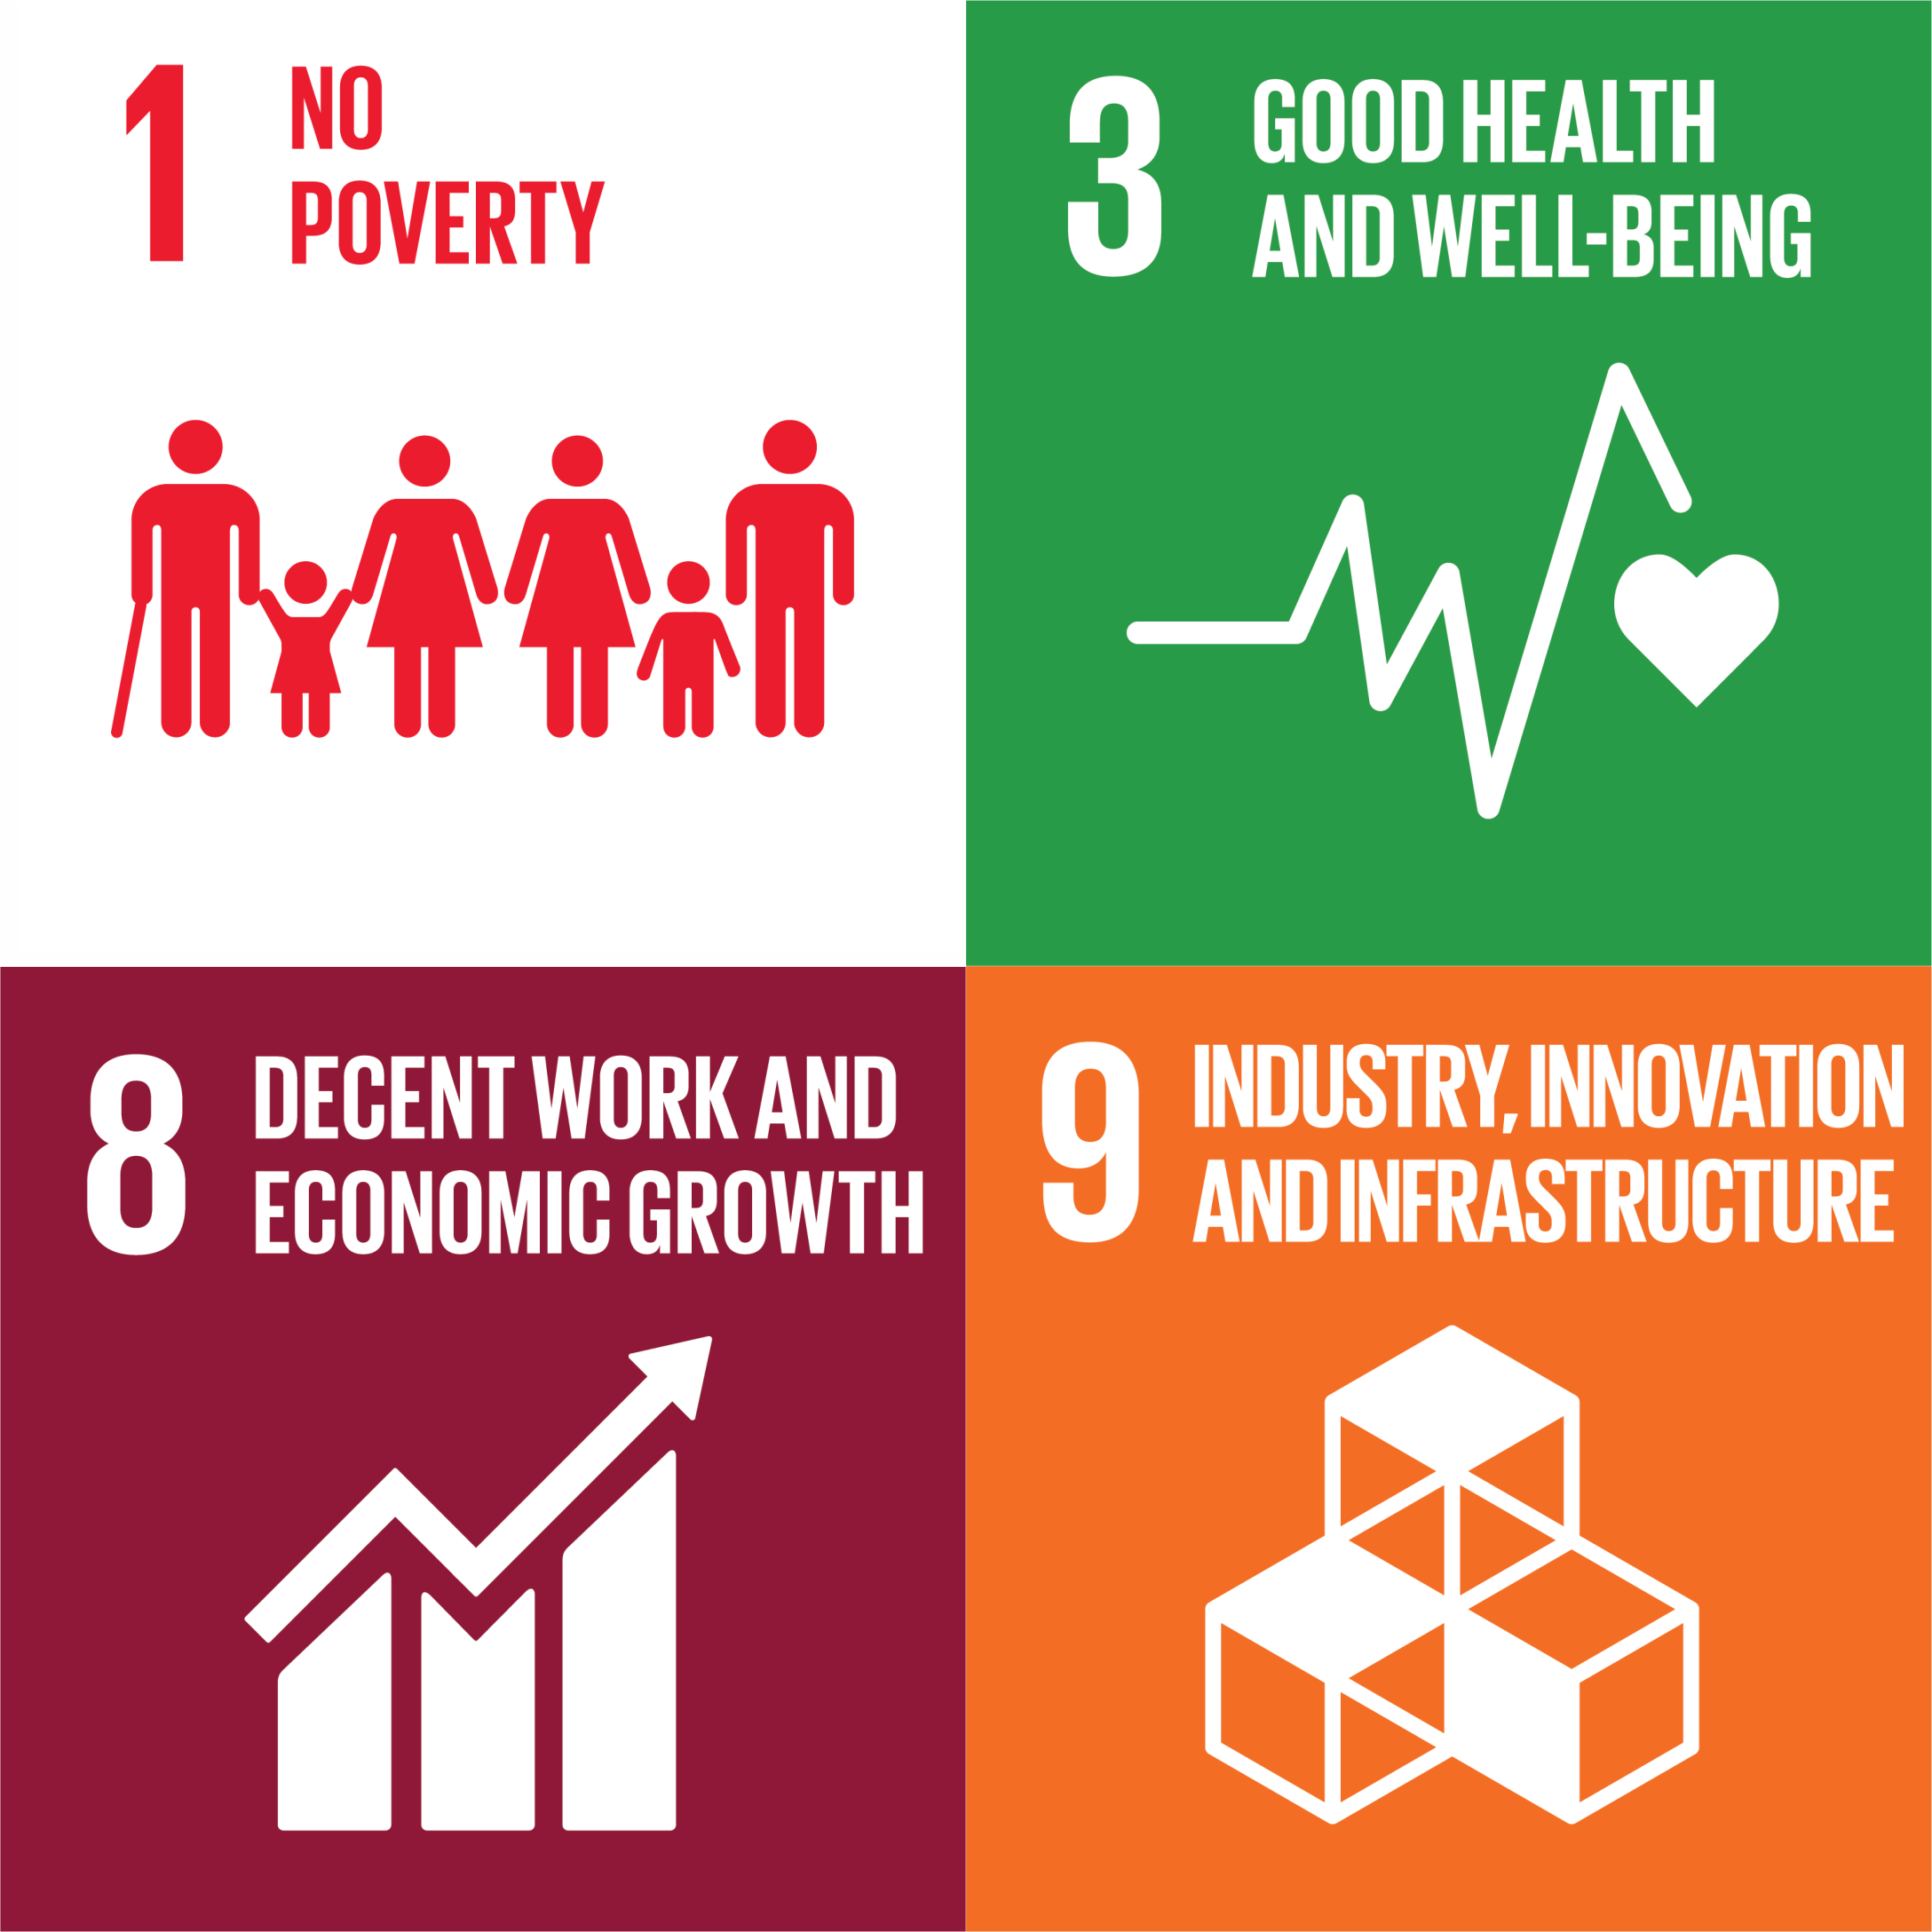 1
NO
POVERTY
3
GOOD HEALTH
AND WELL-BEING
8
DECENT WORK AND
ECONOMIC GROWTH
9
INDUSTRY, INNOVATION
AND INFRASTRUCTURE